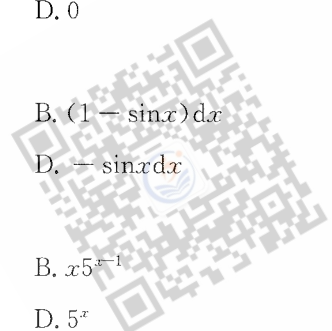 D. 0
B. (1 − sinx)dx
D. − sinxdx
B. x5^{x−1}
D. 5^x